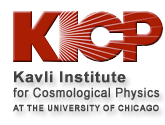 KICP
Kavli Institute
for Cosmological Physics
AT THE UNIVERSITY OF CHICAGO